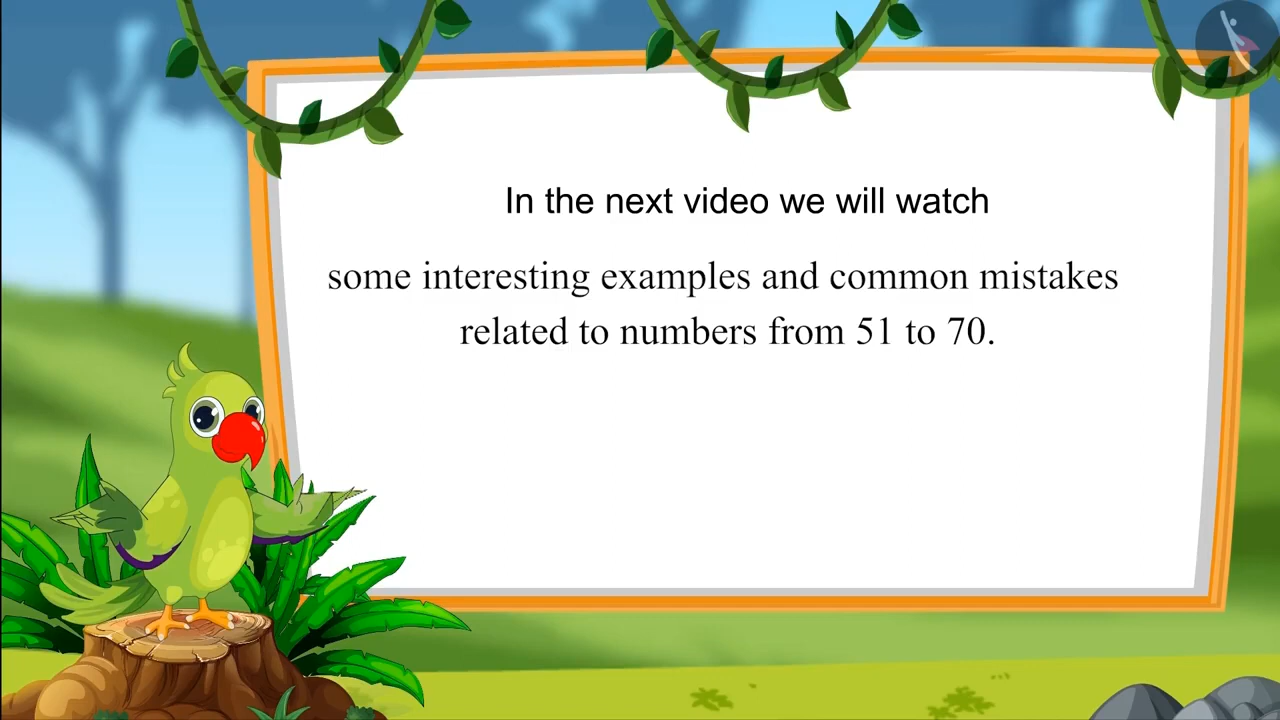 In the next video we will watch
some interesting examples and common mistakes
related to numbers from 51 to 70.